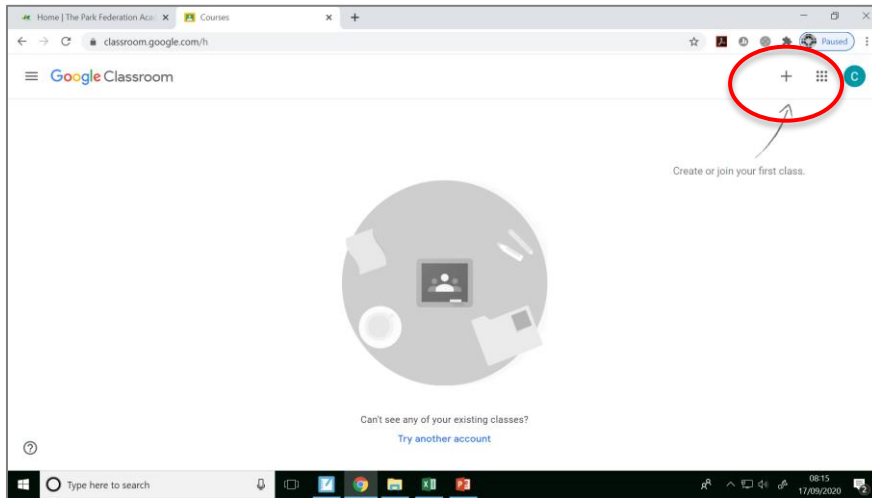 Home | The Park Federation Aca
Courses
classroom.google.com/h
Paused
Google Classroom
C
Create or join your first class.
Can't see any of your existing classes?
Try another account
Type here to search
08:15
17/09/2020
2